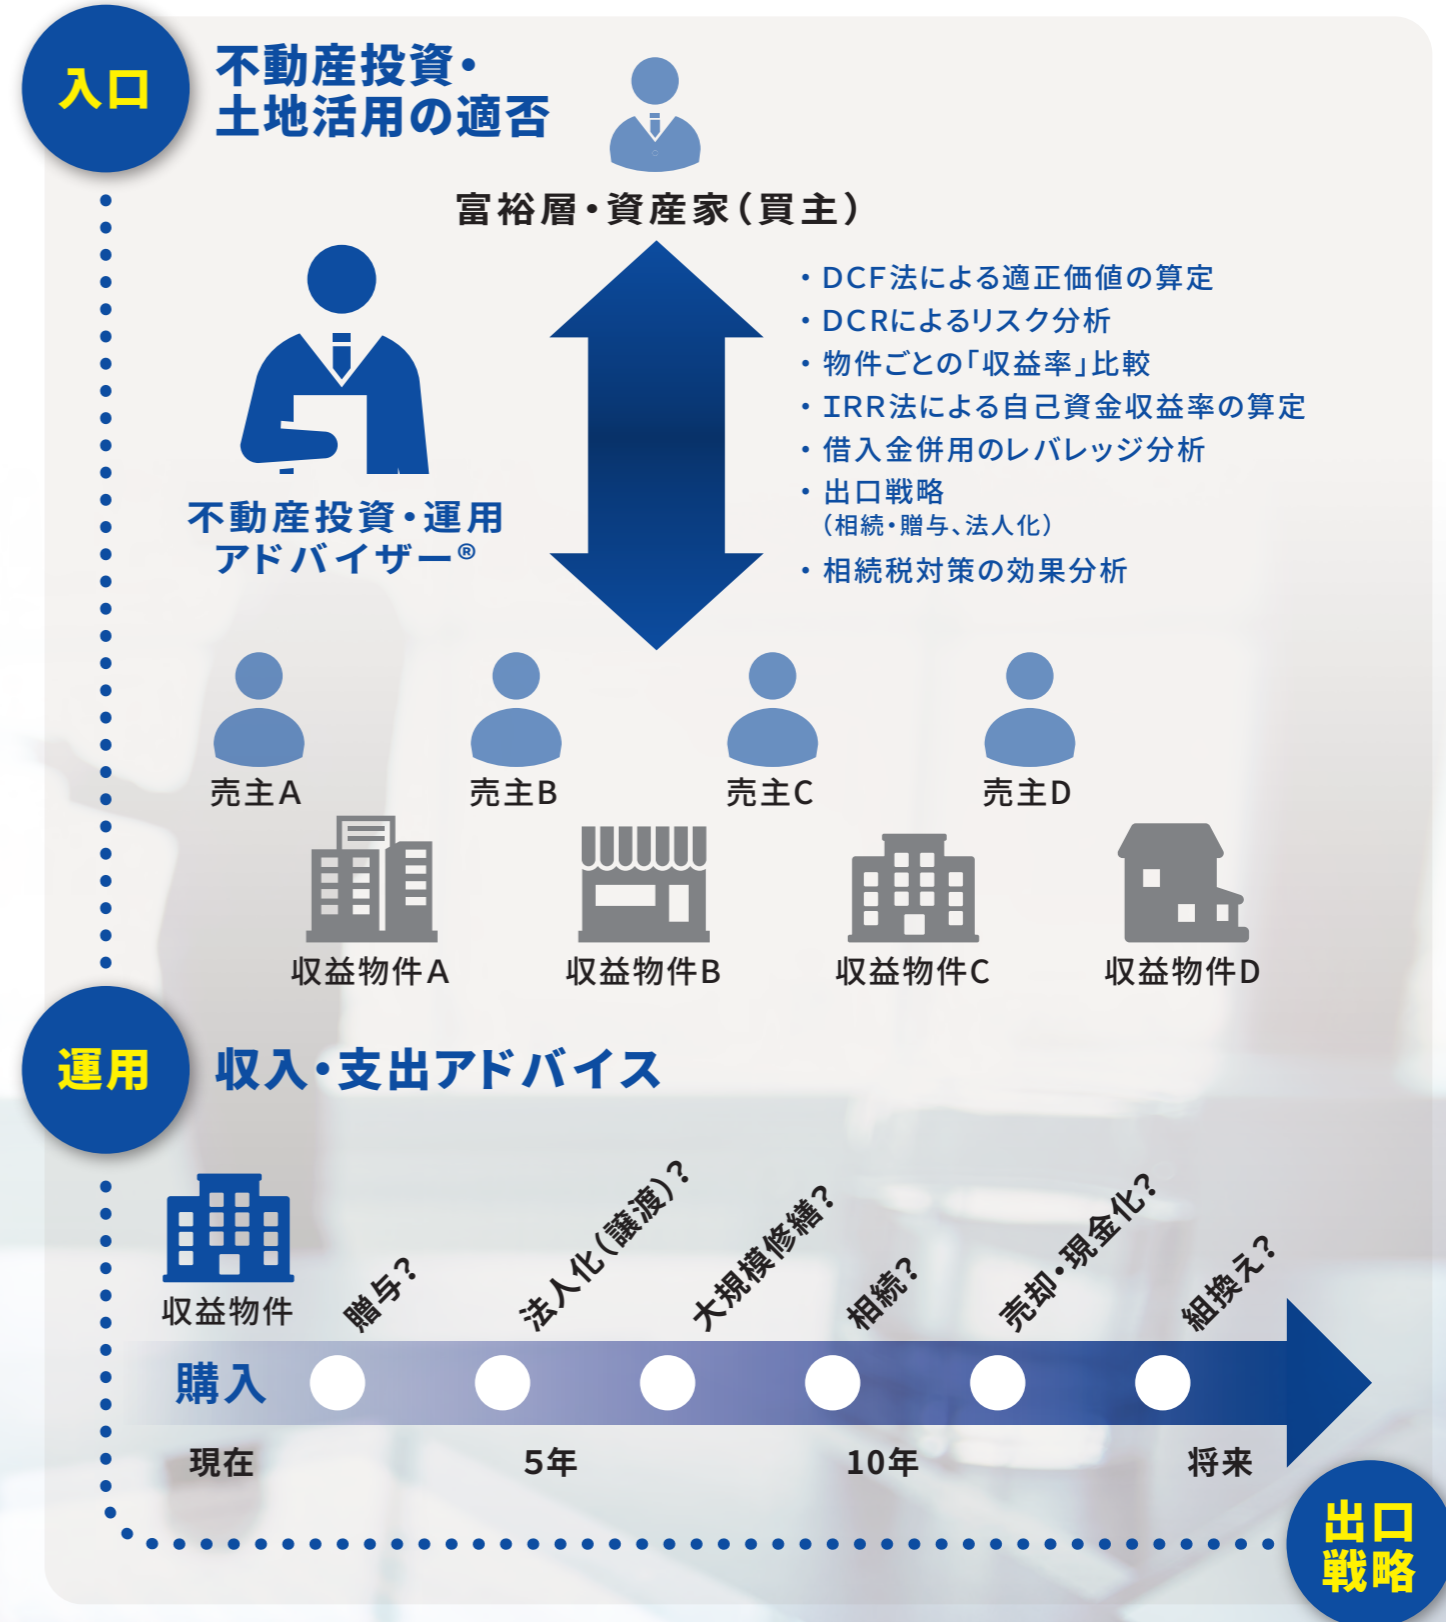 入口
不動産投資・
土地活用の適否
富裕層・資産家（買主）
不動産投資・運用
アドバイザー®
・DCF法による適正価値の算定
・DCRによるリスク分析
・物件ごとの「収益率」比較
・IRR法による自己資金収益率の算定
・借入金併用のレバレッジ分析
・出口戦略
（相続・贈与、法人化）
・相続税対策の効果分析
売主A
売主B
売主C
売主D
収益物件A
収益物件B
収益物件C
収益物件D
運用
収入・支出アドバイス
収益物件
贈与？
法人化（譲渡）？
大規模修繕？
相続？
売却・現金化？
組換え？
購入
現在
5年
10年
将来
出口
戦略